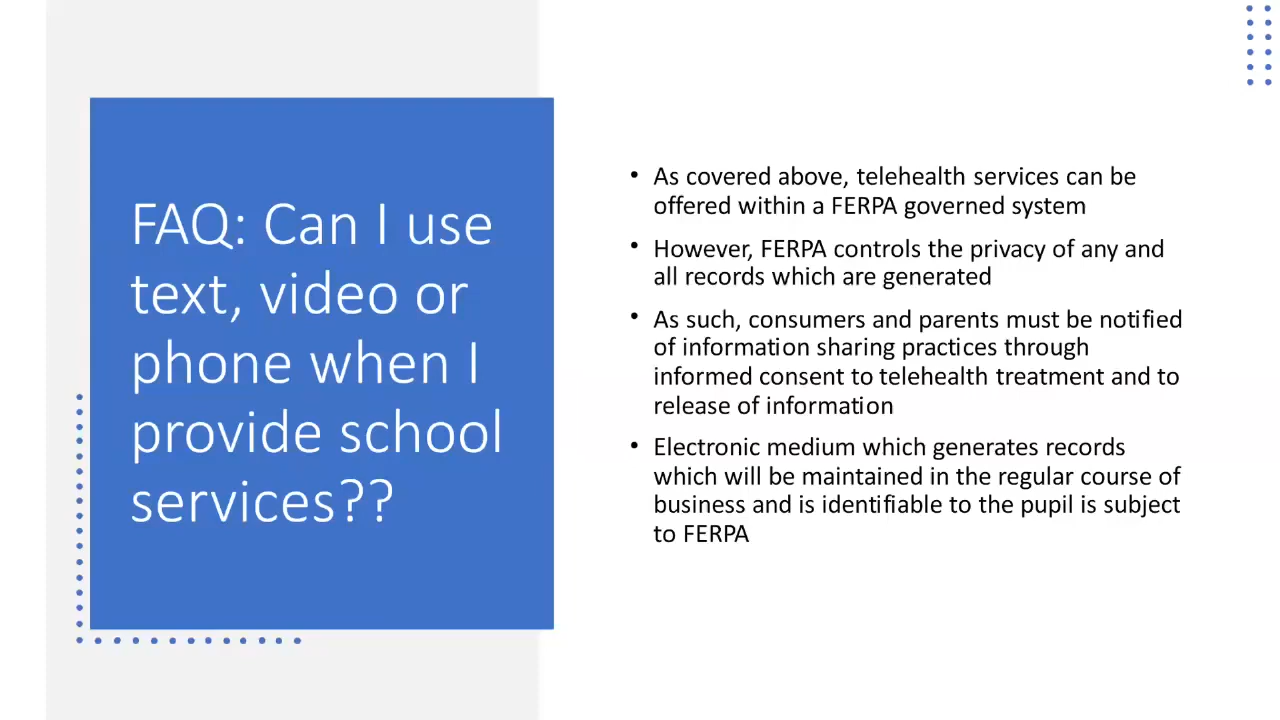 FAQ: Can I use
text, video or
phone when I
provide school
services??
• As covered above, telehealth services can be
offered within a FERPA governed system
• However, FERPA controls the privacy of any and
all records which are generated
• As such, consumers and parents must be notified
of information sharing practices through
informed consent to telehealth treatment and to
release of information
• Electronic medium which generates records
which will be maintained in the regular course of
business and is identifiable to the pupil is subject
to FERPA